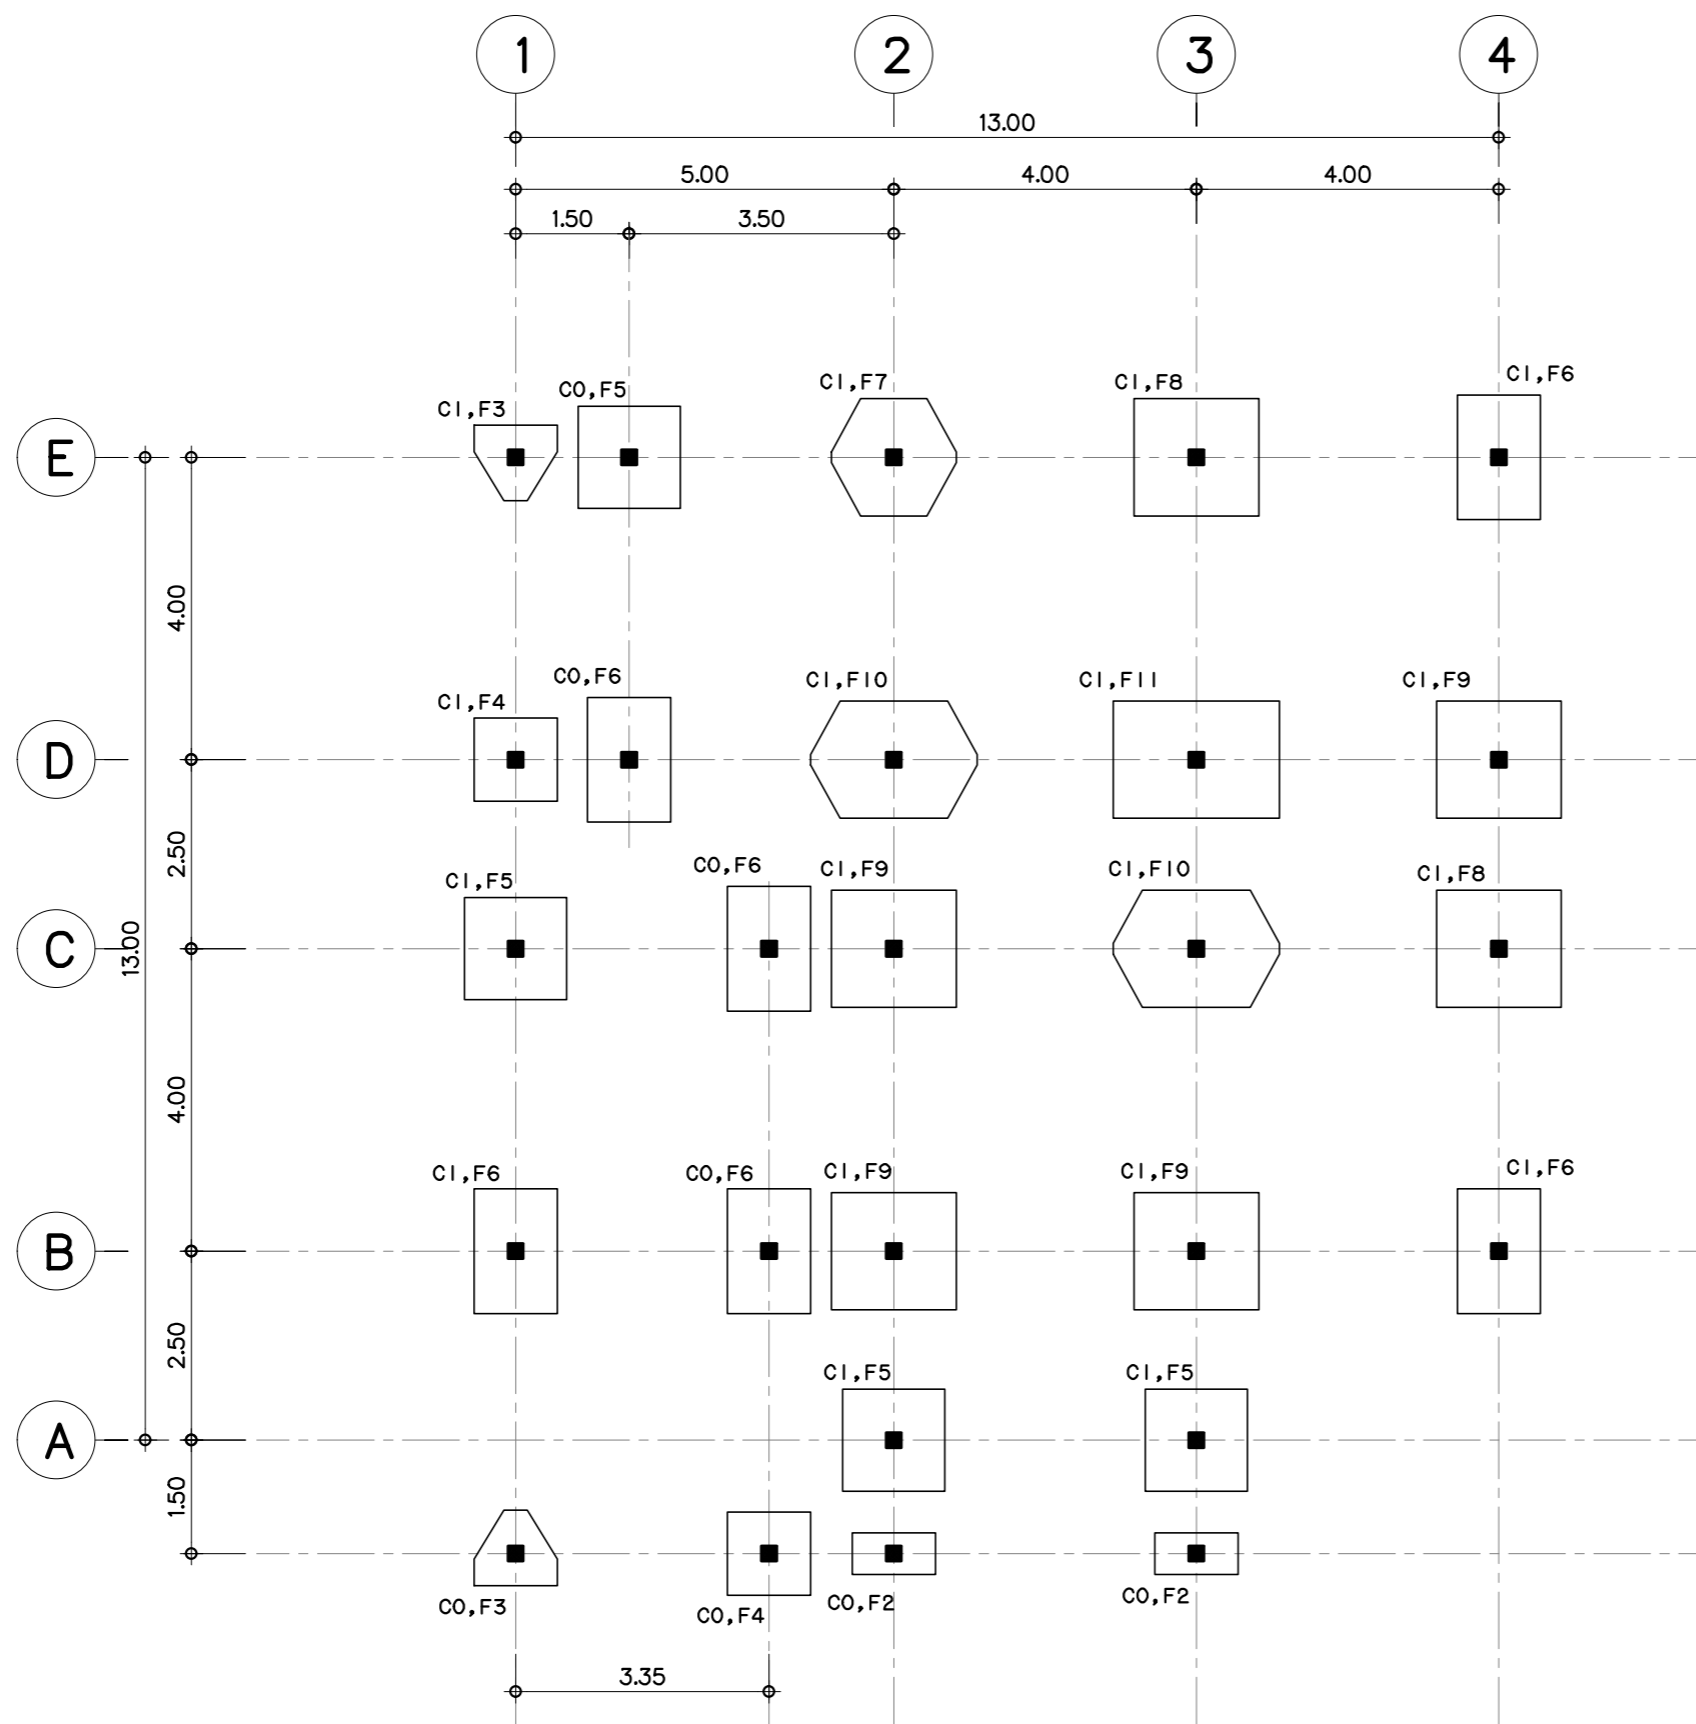 1 2 3 4
13.00
5.00 4.00 4.00
1.50 3.50
C1,F3 C0,F5 C1,F7 C1,F8 C1,F6
E
4.00
C1,F4 C0,F6 C1,F10 C1,F11 C1,F9
D
2.50
13.00
C1,F5 C0,F6 C1,F9 C1,F10 C1,F8
C
4.00
C1,F6 C0,F6 C1,F9 C1,F9 C1,F6
B
2.50
C1,F5 C1,F5
A
1.50
C0,F3 C0,F4 C0,F2 C0,F2
3.35